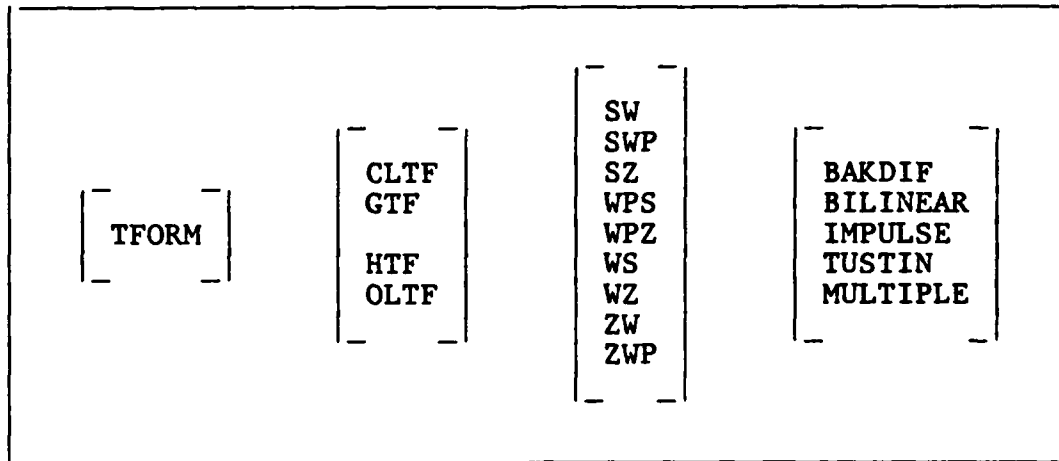 TFORM
CLTF
GTF
HTF
OLTF
SW
SWP
SZ
WPS
WPZ
WS
WZ
ZW
ZWP
BAKDIF
BILINEAR
IMPULSE
TUSTIN
MULTIPLE